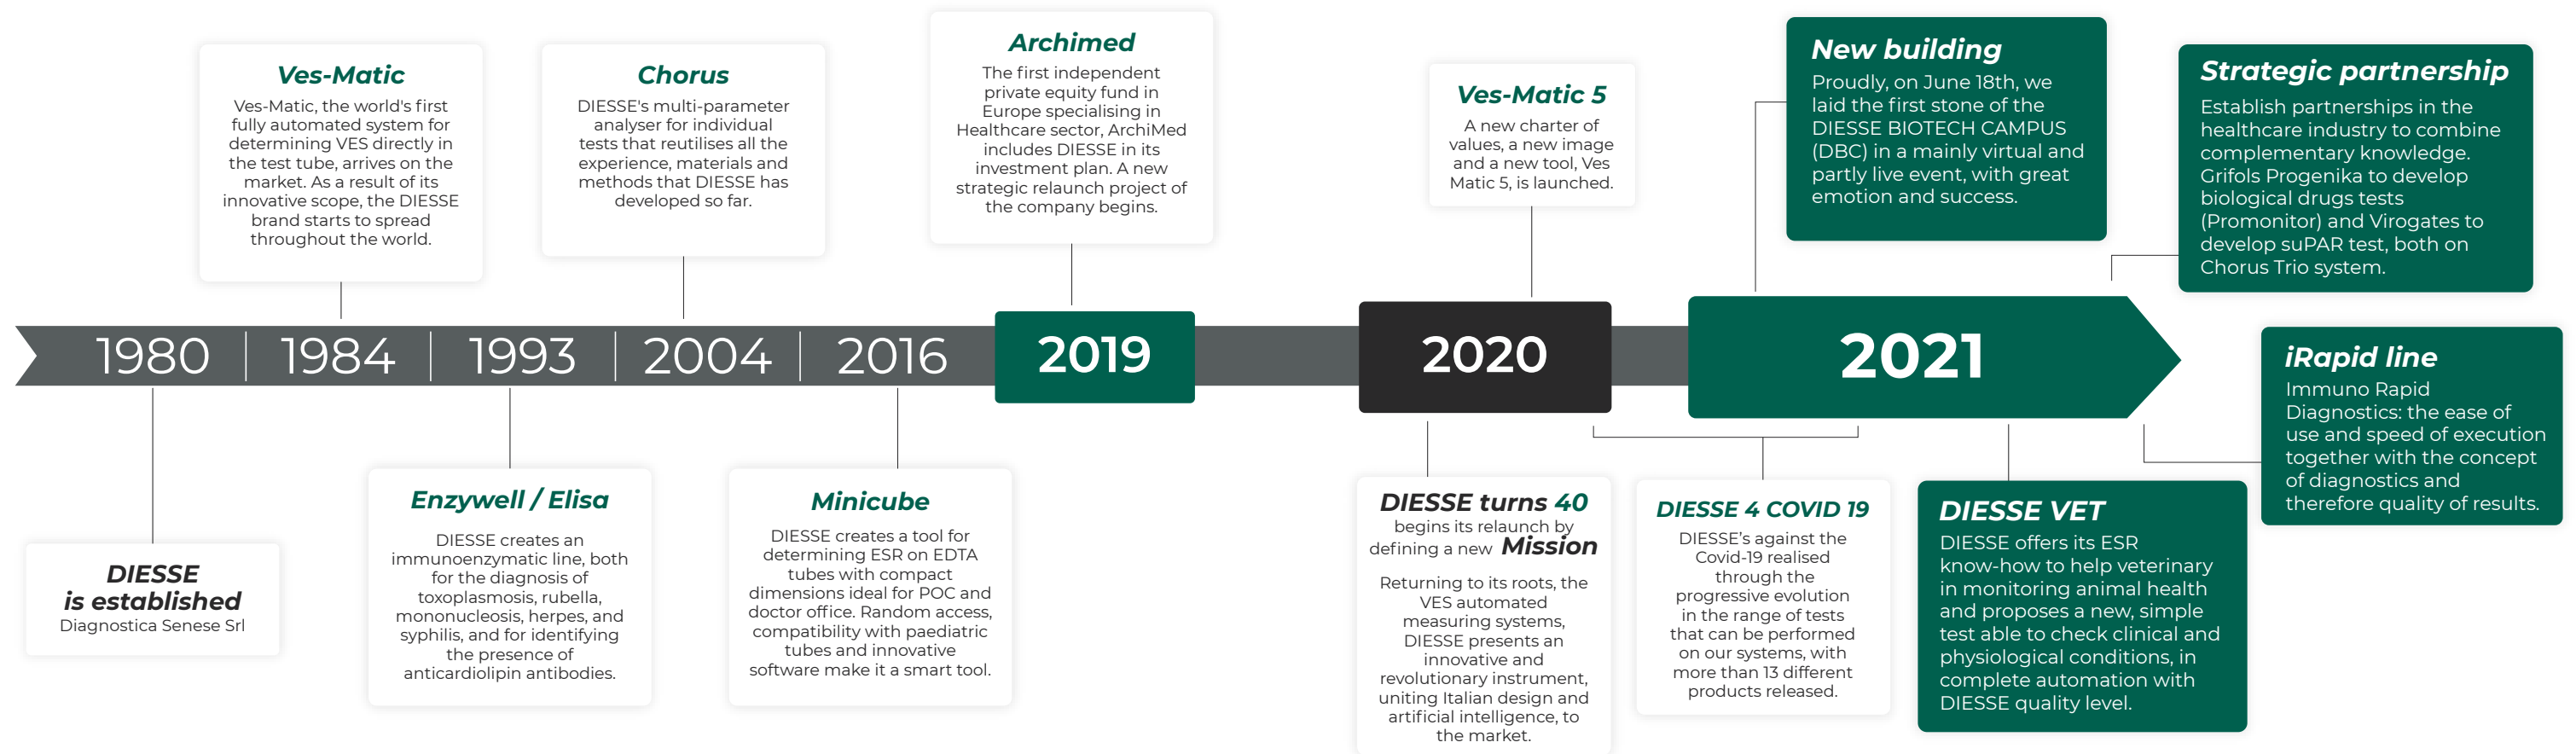 Ves-Matic
Ves-Matic, the world's first
fully automated system for
determining VES directly in
the test tube, arrives on the
market. As a result of its
innovative scope, the DIESSE
brand starts to spread
throughout the world.
Chorus
DIESSE's multi-parameter
analyser for individual
tests that reutilises all the
experience, materials and
methods that DIESSE has
developed so far.
Archimed
The first independent
private equity fund in
Europe specialising in
Healthcare sector, ArchiMed
includes DIESSE in its
investment plan. A new
strategic relaunch project of
the company begins.
Ves-Matic 5
A new charter of
values, a new image
and a new tool, Ves
Matic 5, is launched.
New building
Proudly, on June 18th, we
laid the first stone of the
DIESSE BIOTECH CAMPUS
(DBC) in a mainly virtual and
partly live event, with great
emotion and success.
Strategic partnership
Establish partnerships in the
healthcare industry to combine
complementary knowledge.
Grifols Progenika to develop
biological drugs tests
(Promonitor) and Virogates to
develop suPAR test, both on
Chorus Trio system.
1980
1984
1993
2004
2016
2019
2020
2021
iRapid line
Immuno Rapid
Diagnostics: the ease of
use and speed of execution
together with the concept
of diagnostics and
therefore quality of results.
DIESSE
is established
Diagnostica Senese Srl
Enzywell / Elisa
DIESSE creates an
immunoenzymatic line, both
for the diagnosis of
toxoplasmosis, rubella,
mononucleosis, herpes, and
syphilis, and for identifying
the presence of
anticardiolipin antibodies.
Minicube
DIESSE creates a tool for
determining ESR on EDTA
tubes with compact
dimensions ideal for POC and
doctor office. Random access,
compatibility with paediatric
tubes and innovative
software make it a smart tool.
DIESSE turns 40
begins its relaunch by
defining a new Mission
Returning to its roots, the
VES automated
measuring systems,
DIESSE presents an
innovative and
revolutionary instrument,
uniting Italian design and
artificial intelligence, to
the market.
DIESSE 4 COVID 19
DIESSE’s against the
Covid-19 realised
through the
progressive evolution
in the range of tests
that can be performed
on our systems, with
more than 13 different
products released.
DIESSE VET
DIESSE offers its ESR
know-how to help veterinary
in monitoring animal health
and proposes a new, simple
test able to check clinical and
physiological conditions, in
complete automation with
DIESSE quality level.